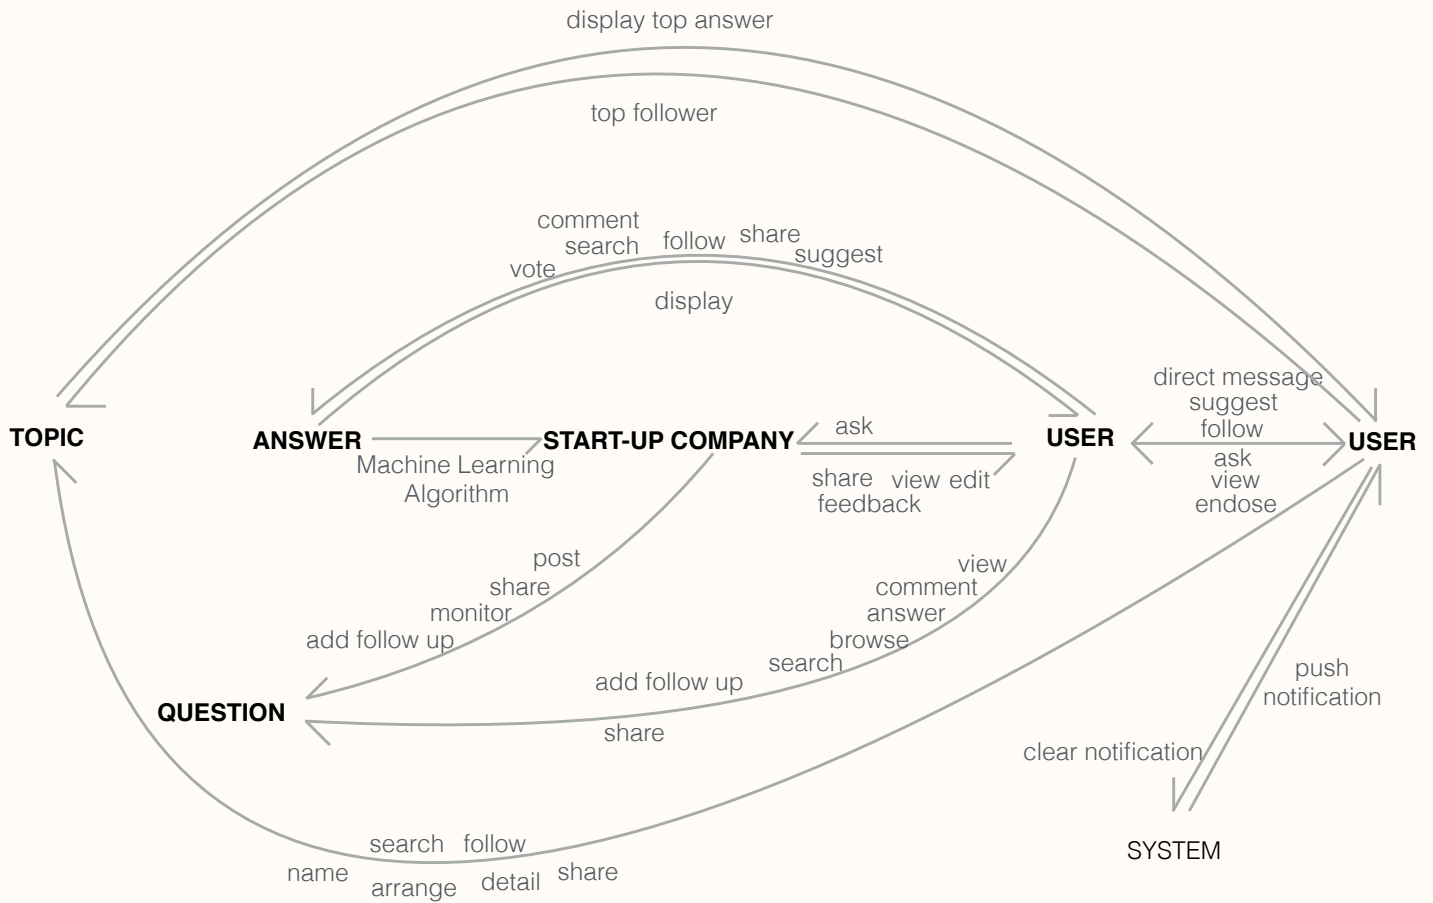 display top answer
top follower
comment
search
follow
share
suggest
vote
display
direct message
suggest
follow
ask
view
endose
TOPIC
ANSWER
START-UP COMPANY
USER
USER
ask
Machine Learning
Algorithm
share view edit
feedback
post
share
monitor
add follow up
view
comment
answer
browse
search
add follow up
share
QUESTION
push
notification
clear notification
SYSTEM
search follow
name
arrange
detail
share